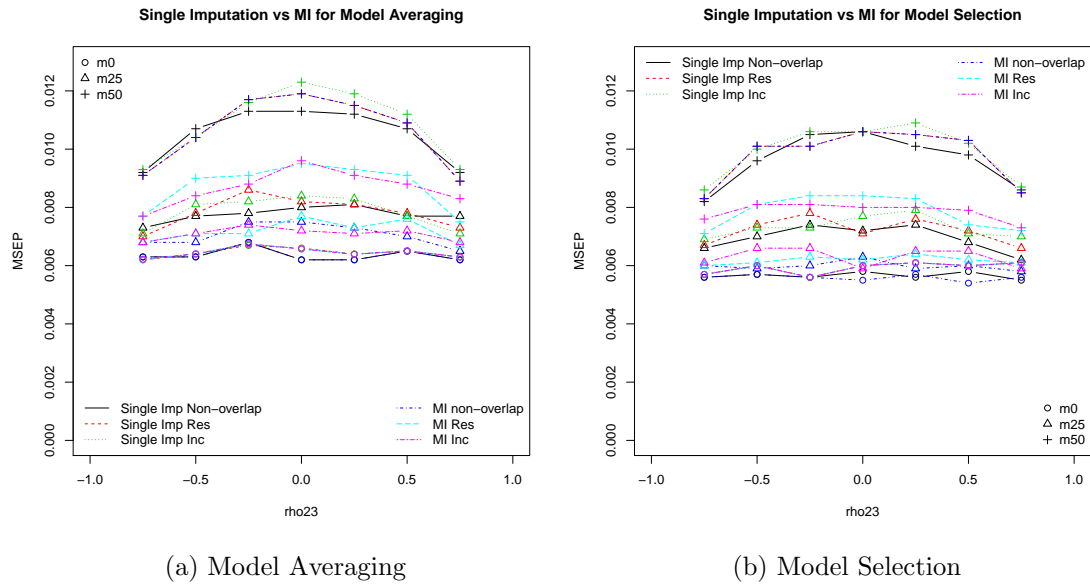 Single Imputation vs MI for Model Averaging
MSEP
0.000
0.002
0.004
0.006
0.008
0.010
0.012
m0
m25
m50
Single Imp Non−overlap
Single Imp Res
Single Imp Inc
MI non−overlap
MI Res
MI Inc
−1.0
−0.5
0.0
0.5
1.0
rho23
(a) Model Averaging
Single Imputation vs MI for Model Selection
MSEP
0.000
0.002
0.004
0.006
0.008
0.010
0.012
Single Imp Non−overlap
Single Imp Res
Single Imp Inc
MI non−overlap
MI Res
MI Inc
m0
m25
m50
−1.0
−0.5
0.0
0.5
1.0
rho23
(b) Model Selection